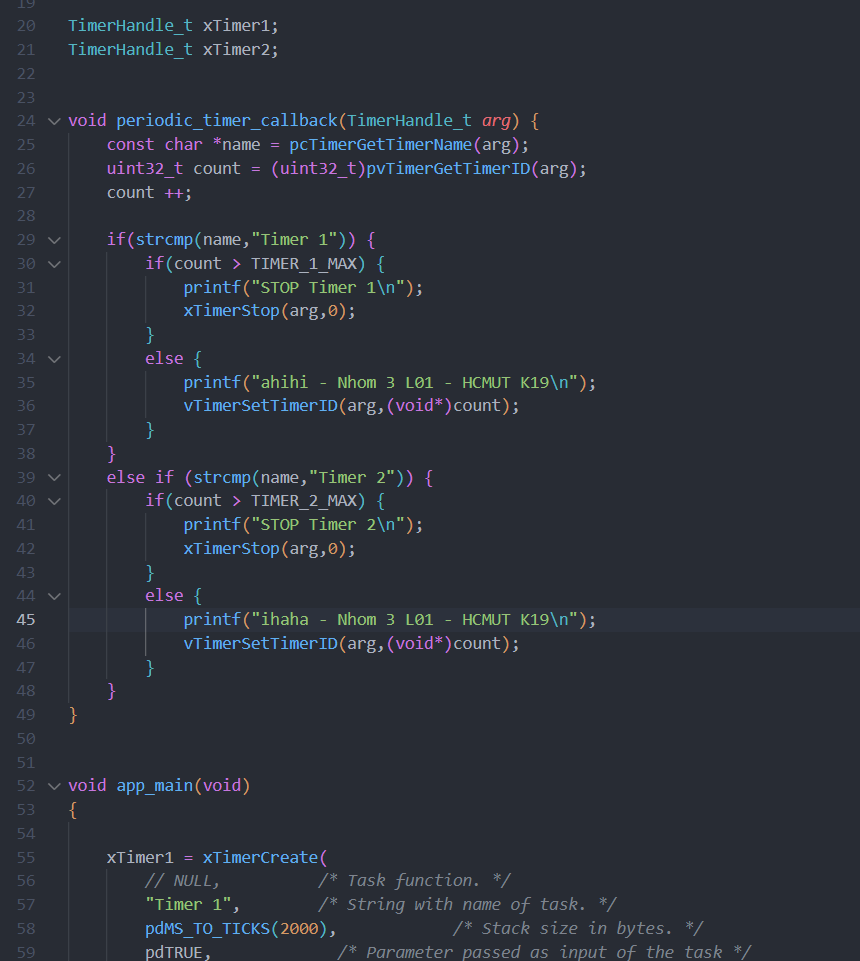 19
20 TimerHandle_t xTimer1;
21 TimerHandle_t xTimer2;
22
23
24 void periodic_timer_callback(TimerHandle_t arg) {
25 const char *name = pcTimerGetTimerName(arg);
26 uint32_t count = (uint32_t)pvTimerGetTimerID(arg);
27 count ++;
28
29 if(strcmp(name,"Timer 1")) {
30 if(count > TIMER_1_MAX) {
31 printf("STOP Timer 1\n");
32 xTimerStop(arg,0);
33 }
34 else {
35 printf("ahihi - Nhom 3 L01 - HCMUT K19\n");
36 vTimerSetTimerID(arg,(void*)count);
37 }
38 }
39 else if (strcmp(name,"Timer 2")) {
40 if(count > TIMER_2_MAX) {
41 printf("STOP Timer 2\n");
42 xTimerStop(arg,0);
43 }
44 else {
45 printf("ihaha - Nhom 3 L01 - HCMUT K19\n");
46 vTimerSetTimerID(arg,(void*)count);
47 }
48 }
49 }
50
51
52 void app_main(void)
53 {
54
55 xTimer1 = xTimerCreate(
56 // NULL, /* Task function. */
57 "Timer 1", /* String with name of task. */
58 pdMS_TO_TICKS(2000), /* Stack size in bytes. */
59 pdTRUE, /* Parameter passed as input of the task */